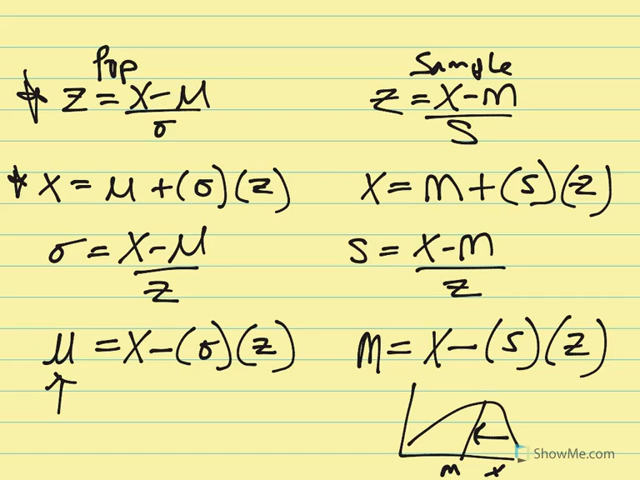 Pop Sample
* z = X - μ / σ z = X - M / S
* X = μ + (σ)(z) X = M + (S)(z)
σ = X - μ / z S = X - M / z
μ = X - (σ)(z) M = X - (S)(z)
↑
M X
ShowMe.com